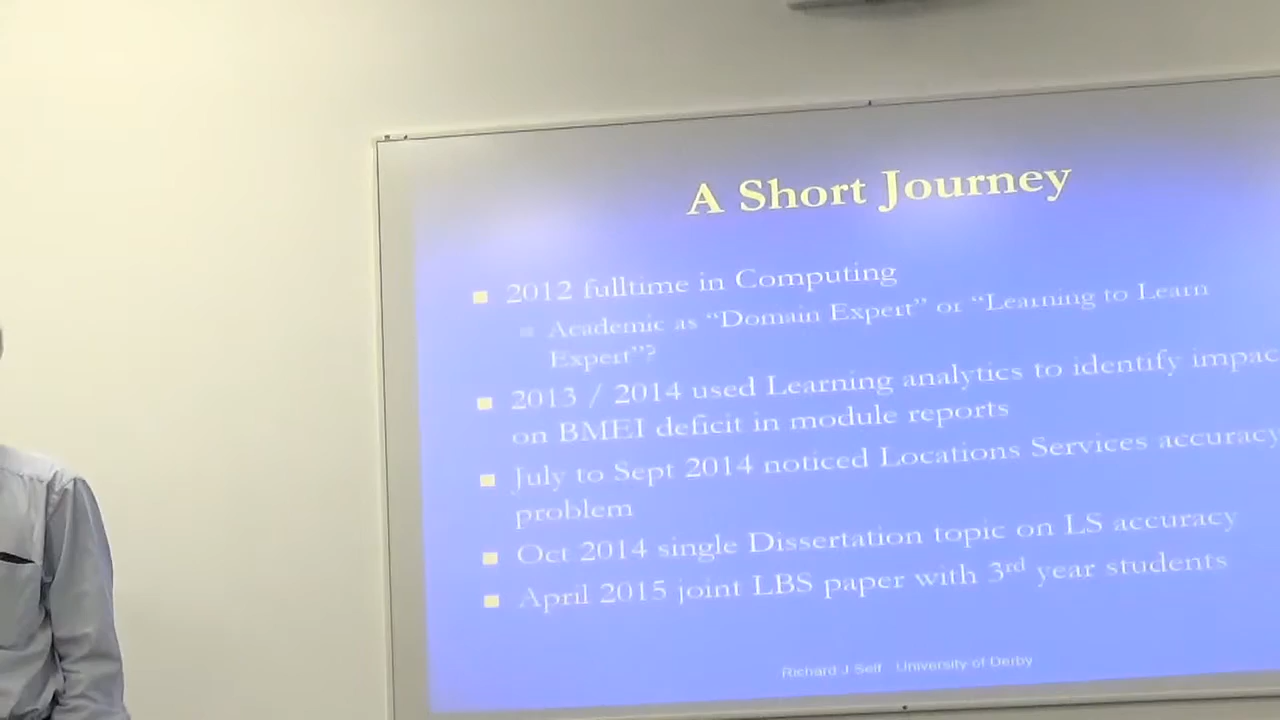 A Short Journey
2012 fulltime in Computing
Academic as “Domain Expert” or “Learning to Learn
Expert”?
2013 / 2014 used Learning analytics to identify impac
on BMEI deficit in module reports
July to Sept 2014 noticed Locations Services accuracy
problem
Oct 2014 single Dissertation topic on LS accuracy
April 2015 joint LBS paper with 3rd year students
Richard J Self University of Derby